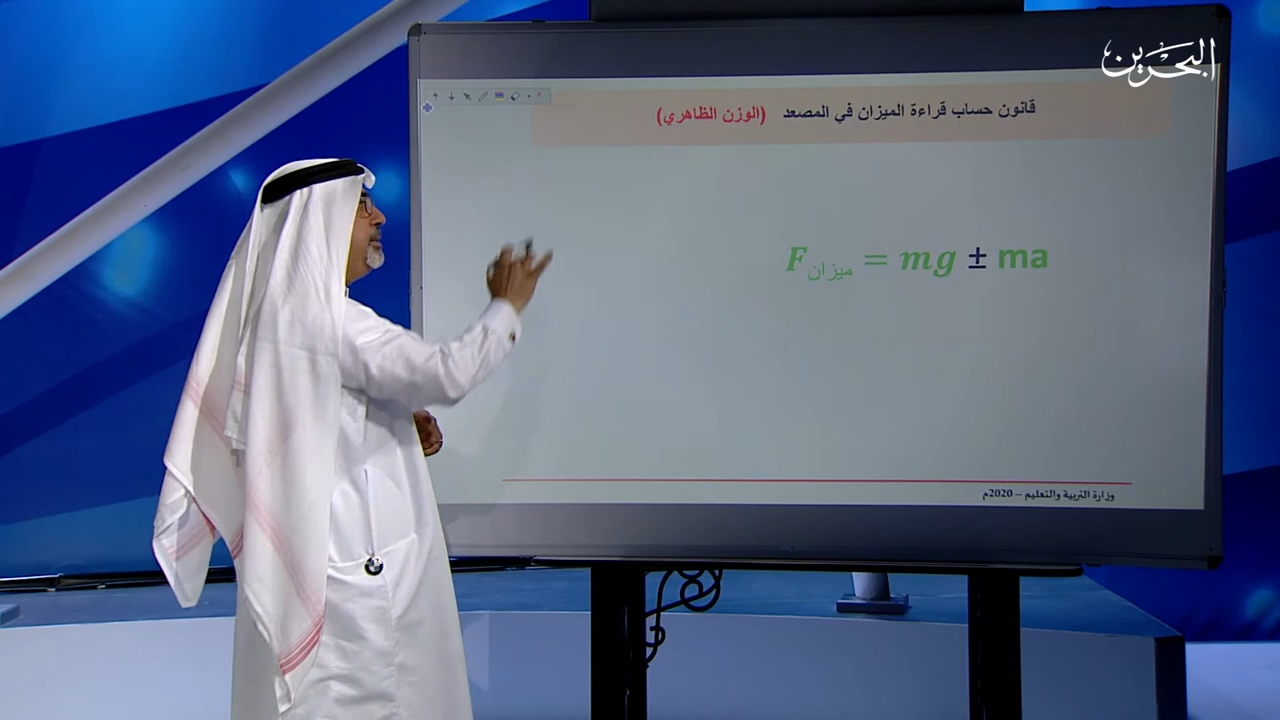 البحرين
قانون حساب قراءة الميزان في المصعد (الوزن الظاهري)
F ميزان = mg ± ma
وزارة التربية والتعليم – 2020م